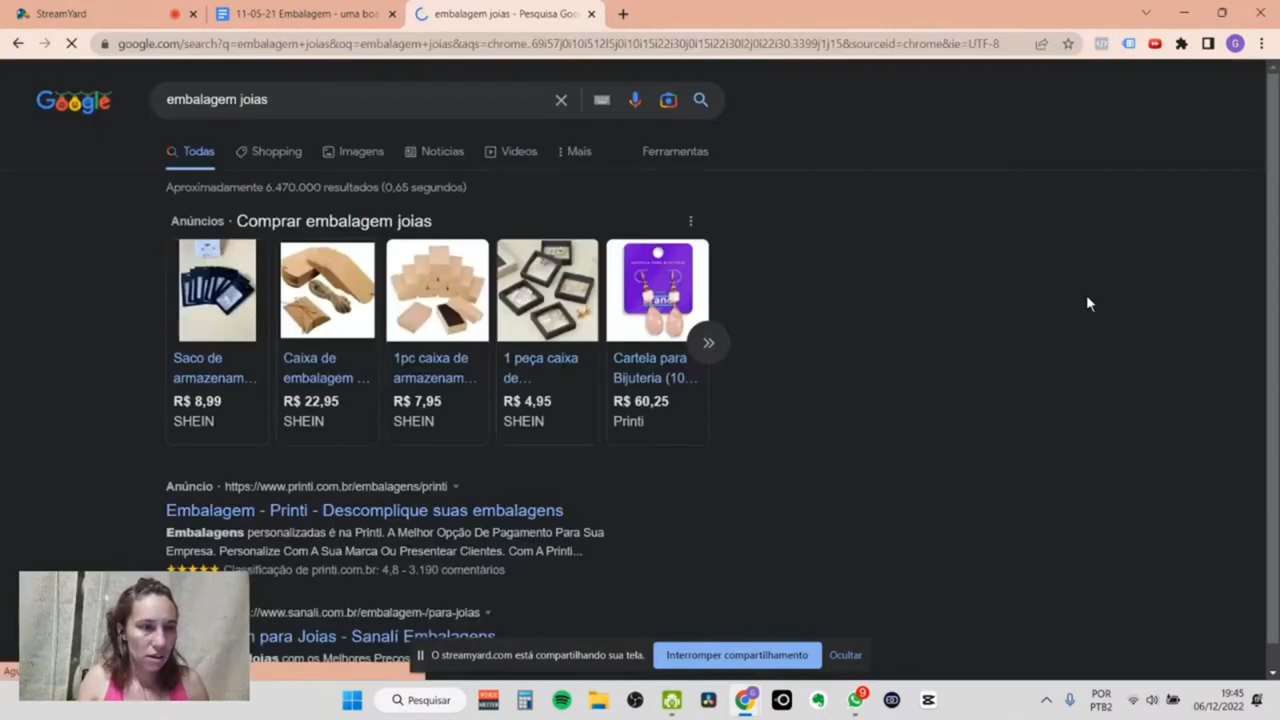 StreamYard
11-05-21 Embalagem - uma boa
embalagem joias - Pesquisa Goo
google.com/search?q=embalagem+joias&oq=embalagem+joias&aqs=chrome..69i57j0i10i512l5j0i10i15i22i30j0i15i22i30l2j0i22i30.3399j1j15&sourceid=chrome&ie=UTF-8
G
Google
embalagem joias
Todas
Shopping
Imagens
Notícias
Vídeos
Mais
Ferramentas
Aproximadamente 6.470.000 resultados (0,65 segundos)
Anúncios · Comprar embalagem joias
Saco de
armazenam...
R$ 8,99
SHEIN
Caixa de
embalagem ...
R$ 22,95
SHEIN
1pc caixa de
armazenam...
R$ 7,95
SHEIN
1 peça caixa
de...
R$ 4,95
SHEIN
Cartela para
Bijuteria (10...
R$ 60,25
Printi
Anúncio · https://www.printi.com.br/embalagens/printi
Embalagem - Printi - Descomplique suas embalagens
Embalagens personalizadas é na Printi. A Melhor Opção De Pagamento Para Sua
Empresa. Personalize Com A Sua Marca Ou Presentear Clientes. Com A Printi...
Classificação de printi.com.br: 4,8 - 3.190 comentários
/www.sanali.com.br/embalagem-/para-joias
para Joias - Sanalí Embalagens
com os Melhores Preços
O streamyard.com está compartilhando sua tela.
Interromper compartilhamento
Ocultar
Pesquisar
VOICE
MEETER
9
POR
PTB2
19:45
06/12/2022